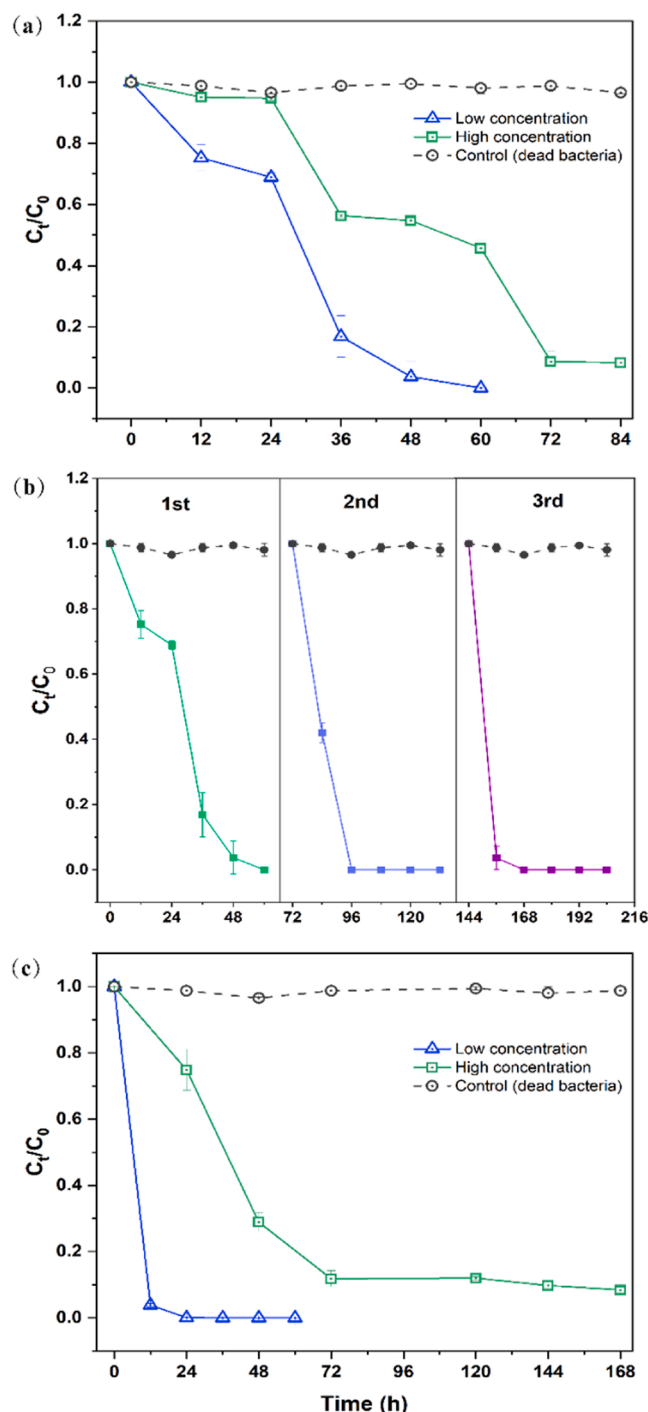 (a)
1.2
1.0
0.8
0.6
0.4
0.2
0.0
Cₜ/C₀
Low concentration
High concentration
Control (dead bacteria)
0 12 24 36 48 60 72 84
(b)
1st 2nd 3rd
1.2
1.0
0.8
0.6
0.4
0.2
0.0
Cₜ/C₀
0 24 48 72 96 120 144 168 192 216
(c)
1.0
0.8
0.6
0.4
0.2
0.0
Cₜ/C₀
Low concentration
High concentration
Control (dead bacteria)
0 24 48 72 96 120 144 168
Time (h)